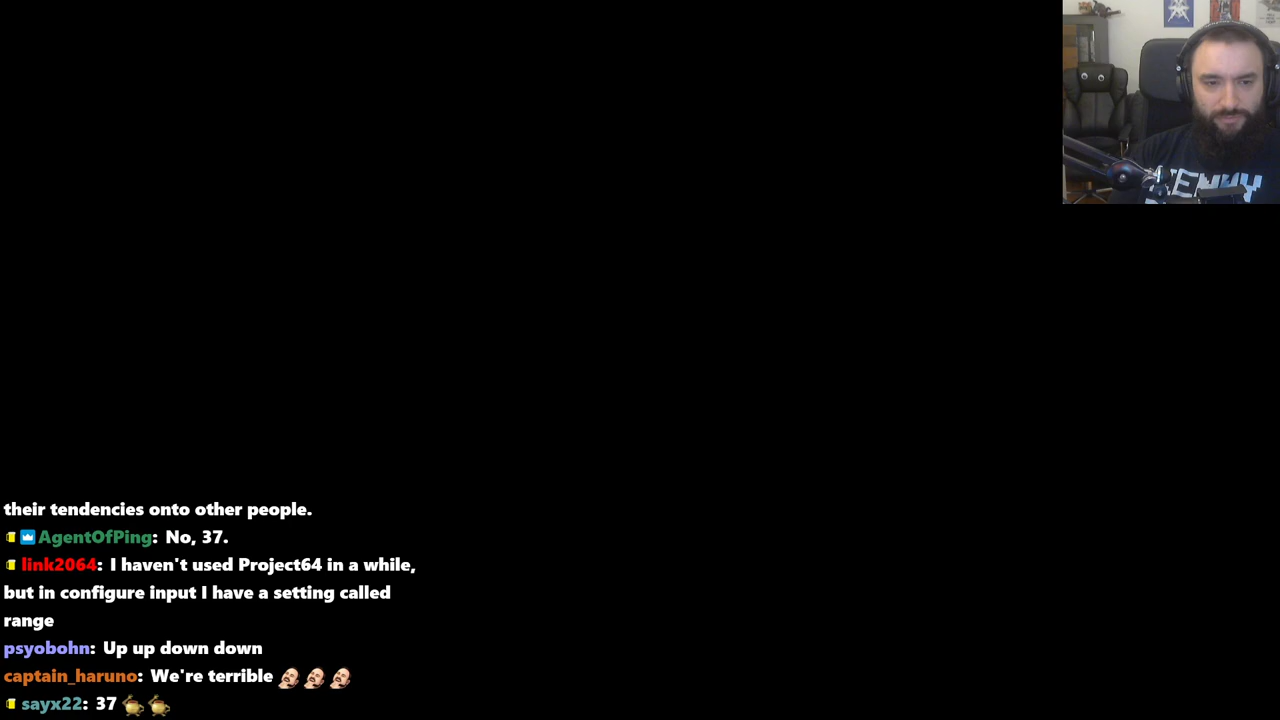 their tendencies onto other people.
AgentOfPing: No, 37.
link2064: I haven't used Project64 in a while,
but in configure input I have a setting called
range
psyobohn: Up up down down
captain_haruno: We're terrible
sayx22: 37